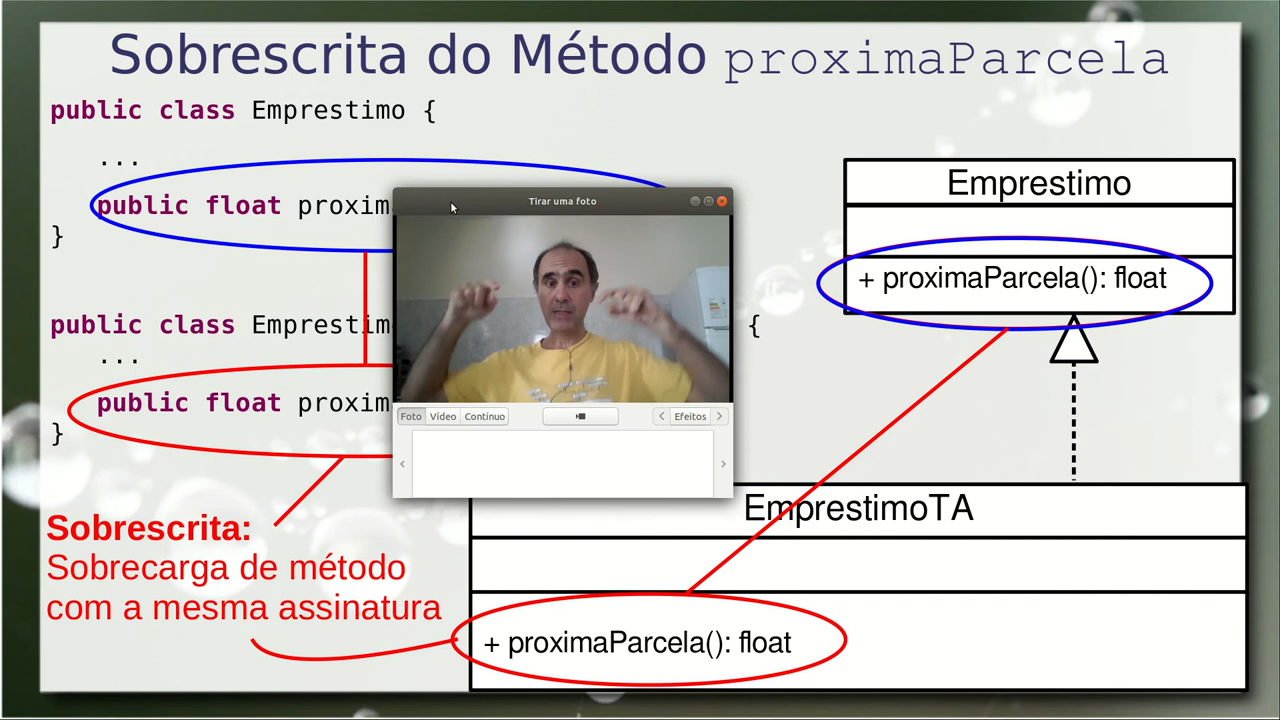 Sobrescrita do Método proximaParcela
public class Emprestimo {
...
public float proxim
}
public class Emprestim
{
...
public float proxim
}
Sobrescrita:
Sobrecarga de método
com a mesma assinatura
Tirar uma foto
Foto Vídeo Contínuo
Efeitos
Emprestimo
+ proximaParcela(): float
EmprestimoTA
+ proximaParcela(): float